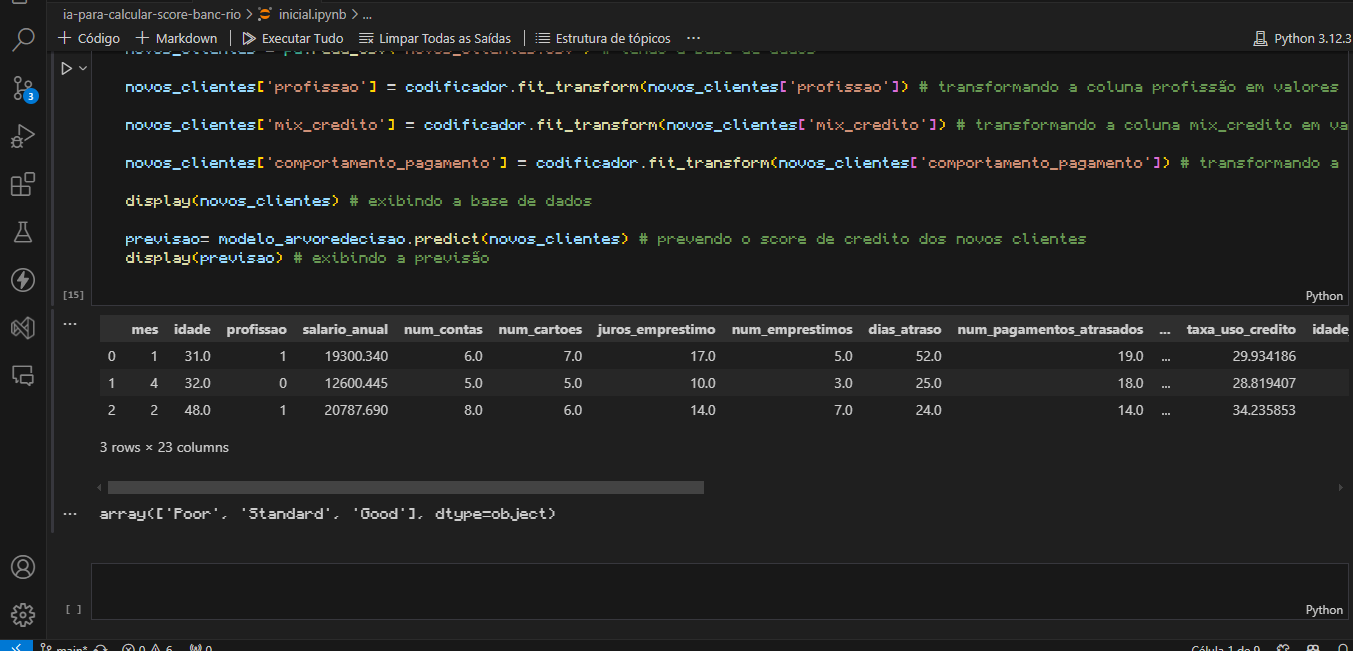 ia-para-calcular-score-banc-rio > inicial.ipynb > ...
+ Código + Markdown | Executar Tudo Limpar Todas as Saídas | Estrutura de tópicos ... Python 3.12.3
novos_clientes['profissao'] = codificador.fit_transform(novos_clientes['profissao']) # transformando a coluna profissão em valores
novos_clientes['mix_credito'] = codificador.fit_transform(novos_clientes['mix_credito']) # transformando a coluna mix_credito em va
novos_clientes['comportamento_pagamento'] = codificador.fit_transform(novos_clientes['comportamento_pagamento']) # transformando a
display(novos_clientes) # exibindo a base de dados
previsao= modelo_arvoredecisao.predict(novos_clientes) # prevendo o score de credito dos novos clientes
display(previsao) # exibindo a previsão
[15]
Python
... mes idade profissao salario_anual num_contas num_cartoes juros_emprestimo num_emprestimos dias_atraso num_pagamentos_atrasados ... taxa_uso_credito idade
0 1 31.0 1 19300.340 6.0 7.0 17.0 5.0 52.0 19.0 ... 29.934186
1 4 32.0 0 12600.445 5.0 5.0 10.0 3.0 25.0 18.0 ... 28.819407
2 2 48.0 1 20787.690 8.0 6.0 14.0 7.0 24.0 14.0 ... 34.235853
3 rows × 23 columns
... array(['Poor', 'Standard', 'Good'], dtype=object)
[ ]
Python
3
main* 0 6 0 Célula 1 de 9